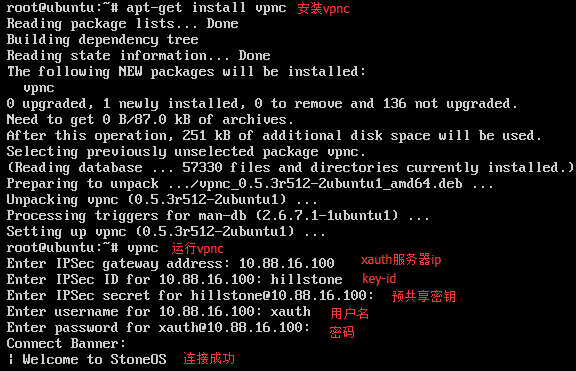 root@ubuntu:~# apt-get install vpnc 安装vpnc
Reading package lists... Done
Building dependency tree
Reading state information... Done
The following NEW packages will be installed:
  vpnc
0 upgraded, 1 newly installed, 0 to remove and 136 not upgraded.
Need to get 0 B/87.0 kB of archives.
After this operation, 251 kB of additional disk space will be used.
Selecting previously unselected package vpnc.
(Reading database ... 57330 files and directories currently installed.)
Preparing to unpack .../vpnc_0.5.3r512-2ubuntu1_amd64.deb ...
Unpacking vpnc (0.5.3r512-2ubuntu1) ...
Processing triggers for man-db (2.6.7.1-1ubuntu1) ...
Setting up vpnc (0.5.3r512-2ubuntu1) ...
root@ubuntu:~# vpnc 运行vpnc
Enter IPSec gateway address: 10.88.16.100 xauth服务器ip
Enter IPSec ID for 10.88.16.100: hillstone key-id
Enter IPSec secret for hillstone@10.88.16.100: 预共享密钥
Enter username for 10.88.16.100: xauth 用户名
Enter password for xauth@10.88.16.100: 密码
Connect Banner:
| Welcome to StoneOS 连接成功